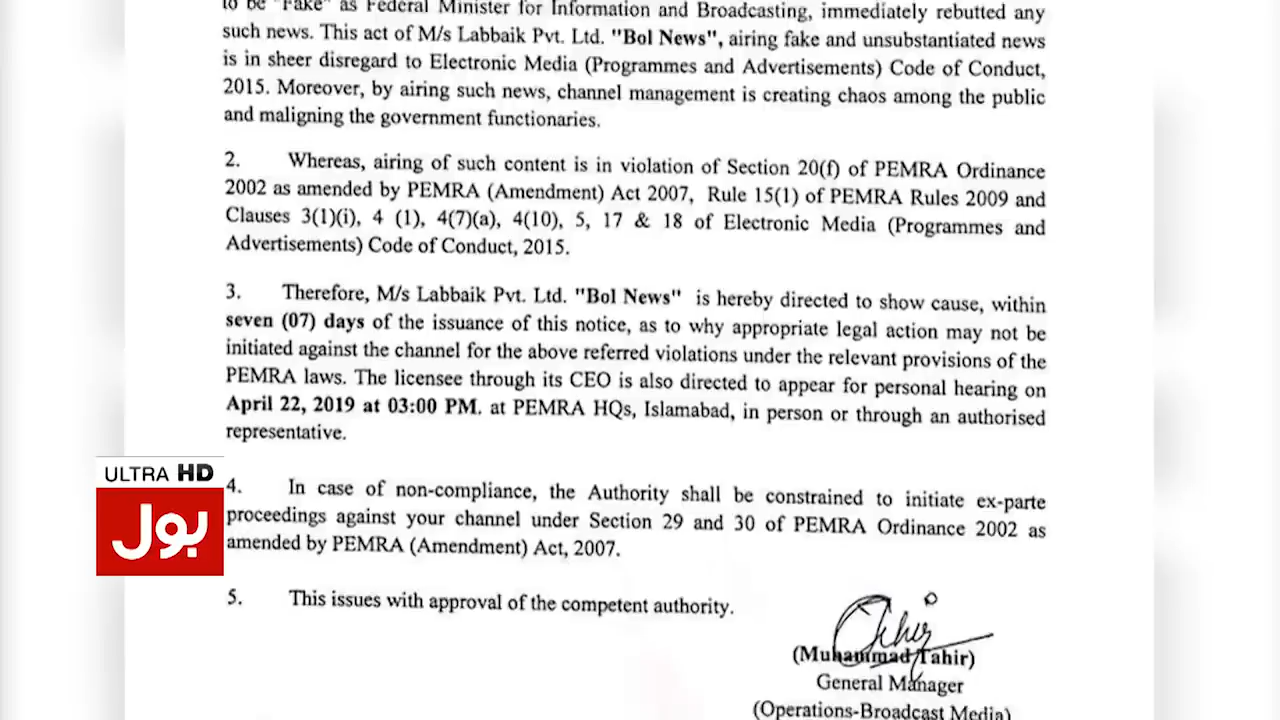 to be "Fake" as Federal Minister for Information and Broadcasting, immediately rebutted any
such news. This act of M/s Labbaik Pvt. Ltd. "Bol News", airing fake and unsubstantiated news
is in sheer disregard to Electronic Media (Programmes and Advertisements) Code of Conduct,
2015. Moreover, by airing such news, channel management is creating chaos among the public
and maligning the government functionaries.
2. Whereas, airing of such content is in violation of Section 20(f) of PEMRA Ordinance
2002 as amended by PEMRA (Amendment) Act 2007, Rule 15(1) of PEMRA Rules 2009 and
Clauses 3(1)(i), 4 (1), 4(7)(a), 4(10), 5, 17 & 18 of Electronic Media (Programmes and
Advertisements) Code of Conduct, 2015.
3. Therefore, M/s Labbaik Pvt. Ltd. "Bol News" is hereby directed to show cause, within
seven (07) days of the issuance of this notice, as to why appropriate legal action may not be
initiated against the channel for the above referred violations under the relevant provisions of the
PEMRA laws. The licensee through its CEO is also directed to appear for personal hearing on
April 22, 2019 at 03:00 PM. at PEMRA HQs, Islamabad, in person or through an authorised
representative.
ULTRA HD
بول
4. In case of non-compliance, the Authority shall be constrained to initiate ex-parte
proceedings against your channel under Section 29 and 30 of PEMRA Ordinance 2002 as
amended by PEMRA (Amendment) Act, 2007.
5. This issues with approval of the competent authority.
Tahir
(Muhammad Tahir)
General Manager
(Operations-Broadcast Media)